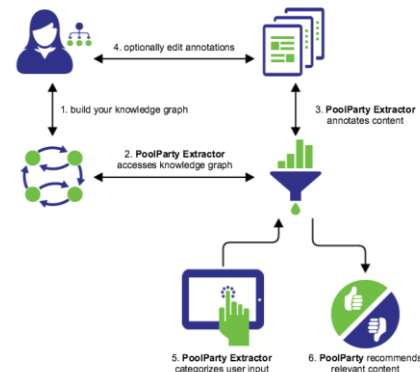 4. optionally edit annotations
1. build your knowledge graph
3. PoolParty Extractor
annotates content
2. PoolParty Extractor
accesses knowledge graph
5. PoolParty Extractor
categorizes user input
6. PoolParty recommends
relevant content